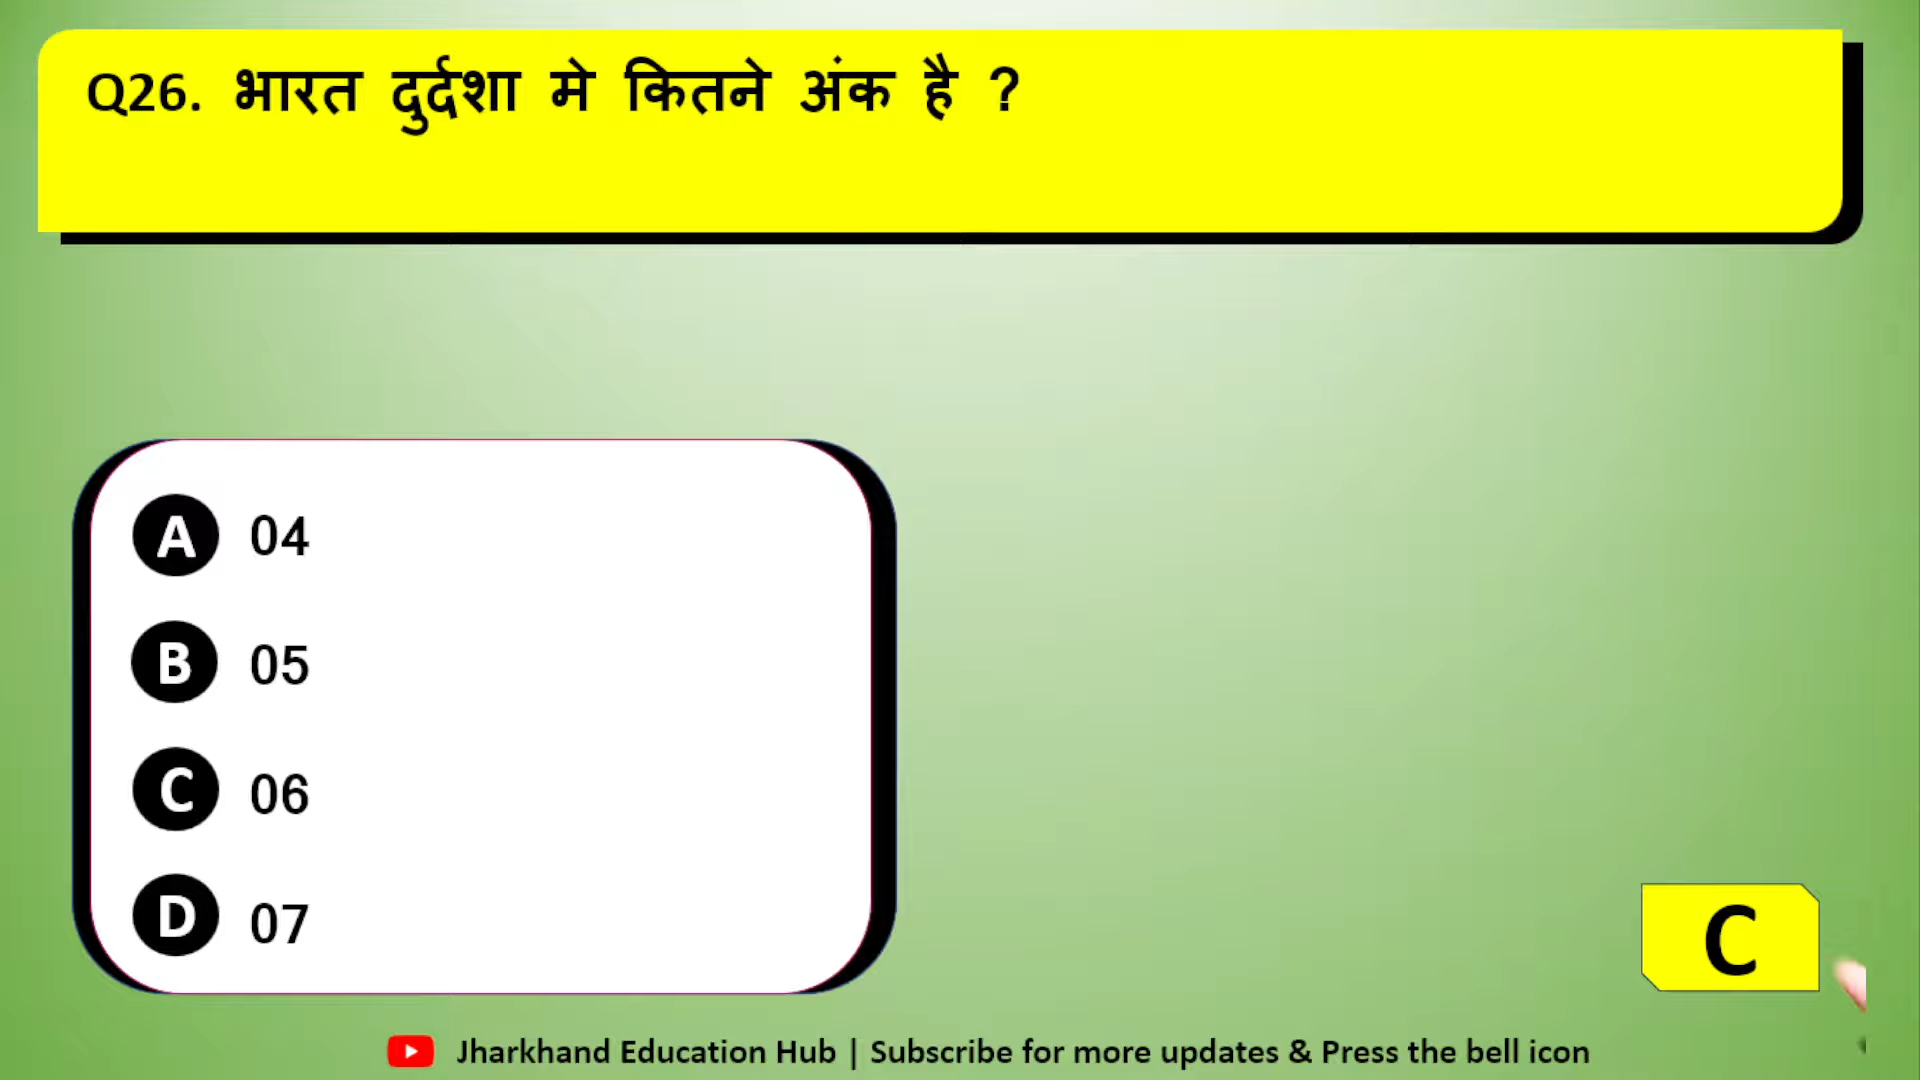 Q26. भारत दुर्दशा मे कितने अंक है ?
A 04
B 05
C 06
D 07
C
Jharkhand Education Hub | Subscribe for more updates & Press the bell icon